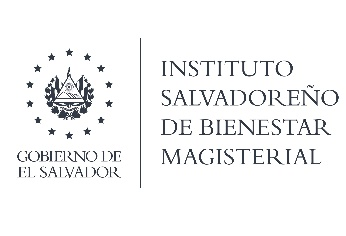 GOBIERNO DE
EL SALVADOR
INSTITUTO
SALVADOREÑO
DE BIENESTAR
MAGISTERIAL